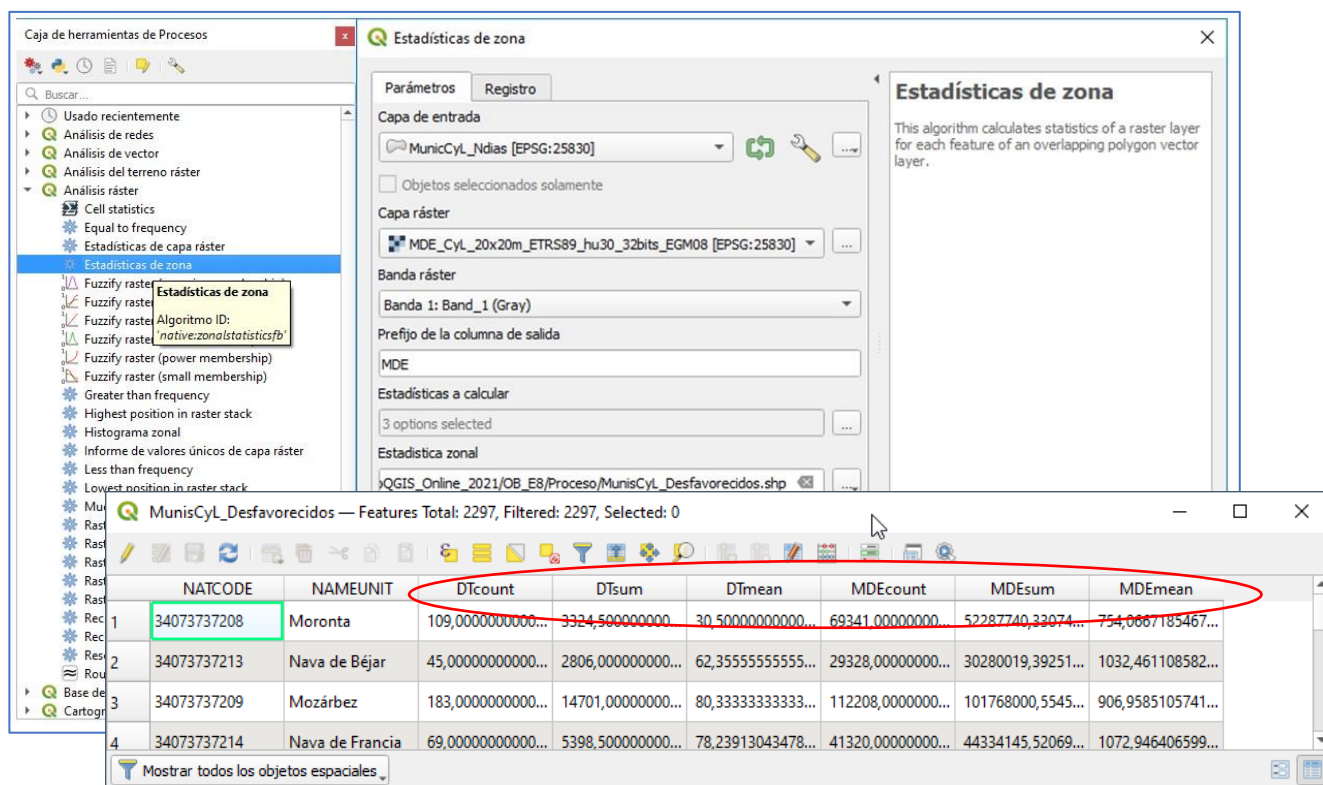 Caja de herramientas de Procesos
Buscar...
Usado recientemente
Análisis de redes
Análisis de vector
Análisis del terreno ráster
Análisis ráster
Cell statistics
Equal to frequency
Estadísticas de capa ráster
Estadísticas de zona
Fuzzify raster
Fuzzify raster
Fuzzify raster
Fuzzify raster
Fuzzify raster (power membership)
Fuzzify raster (small membership)
Greater than frequency
Highest position in raster stack
Histograma zonal
Informe de valores únicos de capa ráster
Less than frequency
Lowest position in raster stack
Mu
Rast
Rast
Rast
Rast
Rast
Rec
Rec
Rese
Rou
Base de
Cartogr
Estadísticas de zona
Algoritmo ID:
'native:zonalstatisticsfb'
Estadísticas de zona
Parámetros Registro
Capa de entrada
MunicCyL_Ndias [EPSG:25830]
Objetos seleccionados solamente
Capa ráster
MDE_CyL_20x20m_ETRS89_hu30_32bits_EGM08 [EPSG:25830]
Banda ráster
Banda 1: Band_1 (Gray)
Prefijo de la columna de salida
MDE
Estadísticas a calcular
3 options selected
Estadistica zonal
QGIS_Online_2021/OB_E8/Proceso/MunisCyL_Desfavorecidos.shp
Estadísticas de zona
This algorithm calculates statistics of a raster layer
for each feature of an overlapping polygon vector
layer.
MunisCyL_Desfavorecidos — Features Total: 2297, Filtered: 2297, Selected: 0
NATCODE NAMEUNIT DTcount DTsum DTmean MDEcount MDEsum MDEmean
1 34073737208 Moronta 109,0000000000... 3324,500000000... 30,50000000000... 69341,00000000... 52287740,33074... 754,0667185467...
2 34073737213 Nava de Béjar 45,00000000000... 2806,000000000... 62,35555555555... 29328,00000000... 30280019,39251... 1032,461108582...
3 34073737209 Mozárbez 183,0000000000... 14701,00000000... 80,33333333333... 112208,0000000... 101768000,5545... 906,9585105741...
4 34073737214 Nava de Francia 69,00000000000... 5398,500000000... 78,23913043478... 41320,00000000... 44334145,52069... 1072,946406599...
Mostrar todos los objetos espaciales